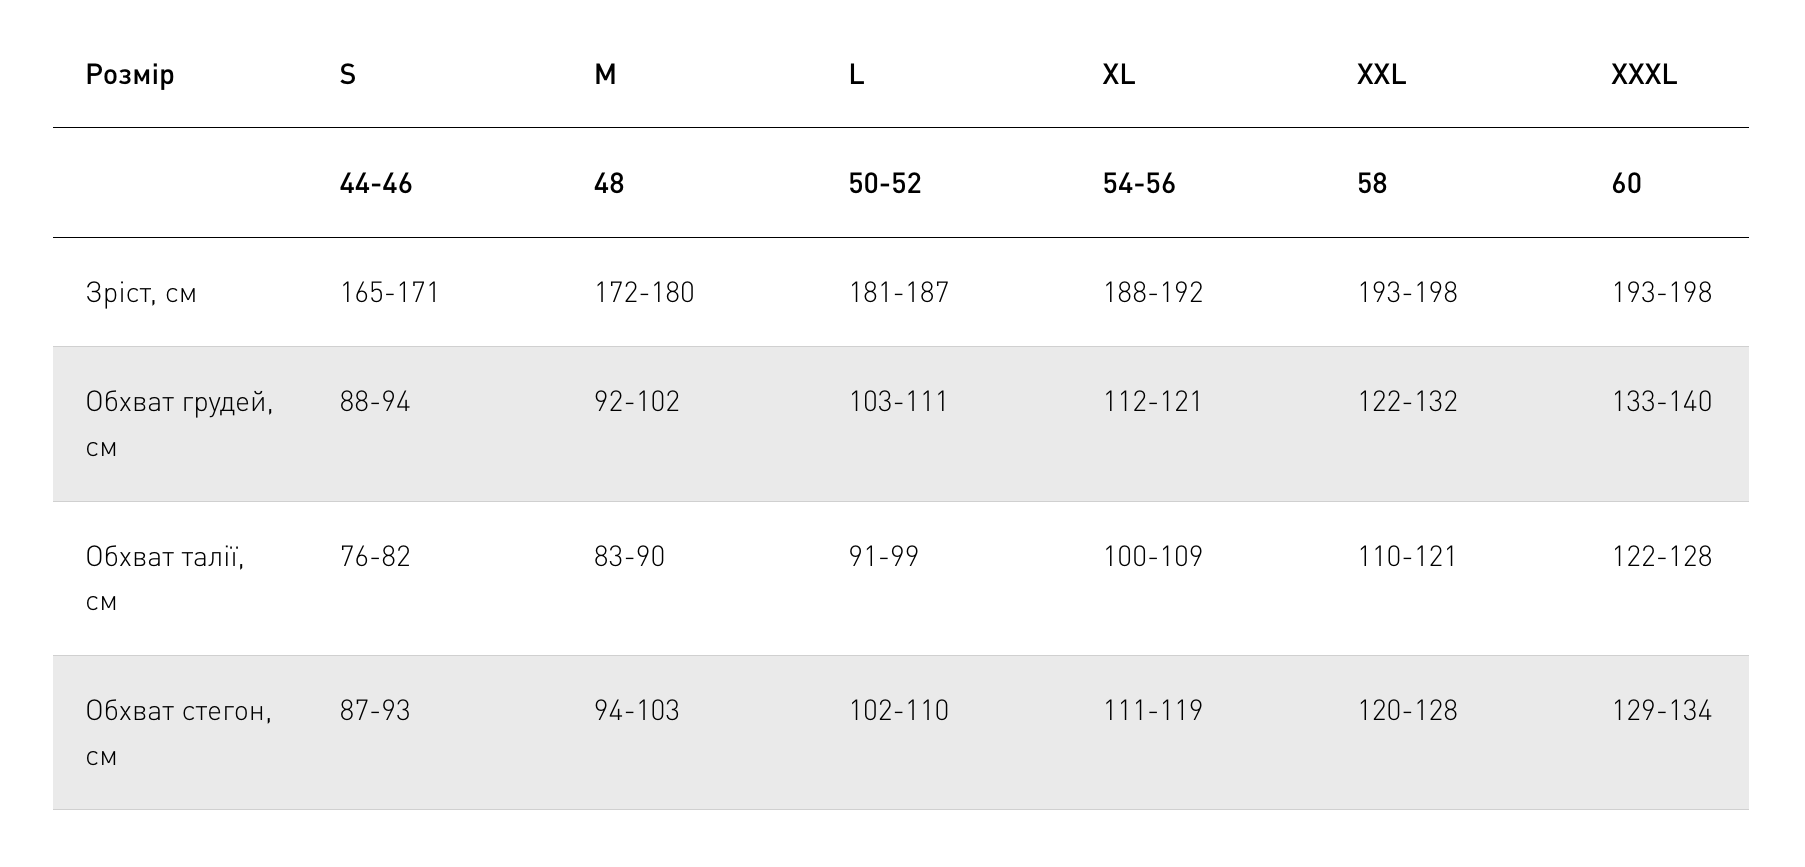 Розмір S M L XL XXL XXXL
44-46 48 50-52 54-56 58 60
Зріст, см 165-171 172-180 181-187 188-192 193-198 193-198
Обхват грудей, 88-94 92-102 103-111 112-121 122-132 133-140
см
Обхват талії, 76-82 83-90 91-99 100-109 110-121 122-128
см
Обхват стегон, 87-93 94-103 102-110 111-119 120-128 129-134
см